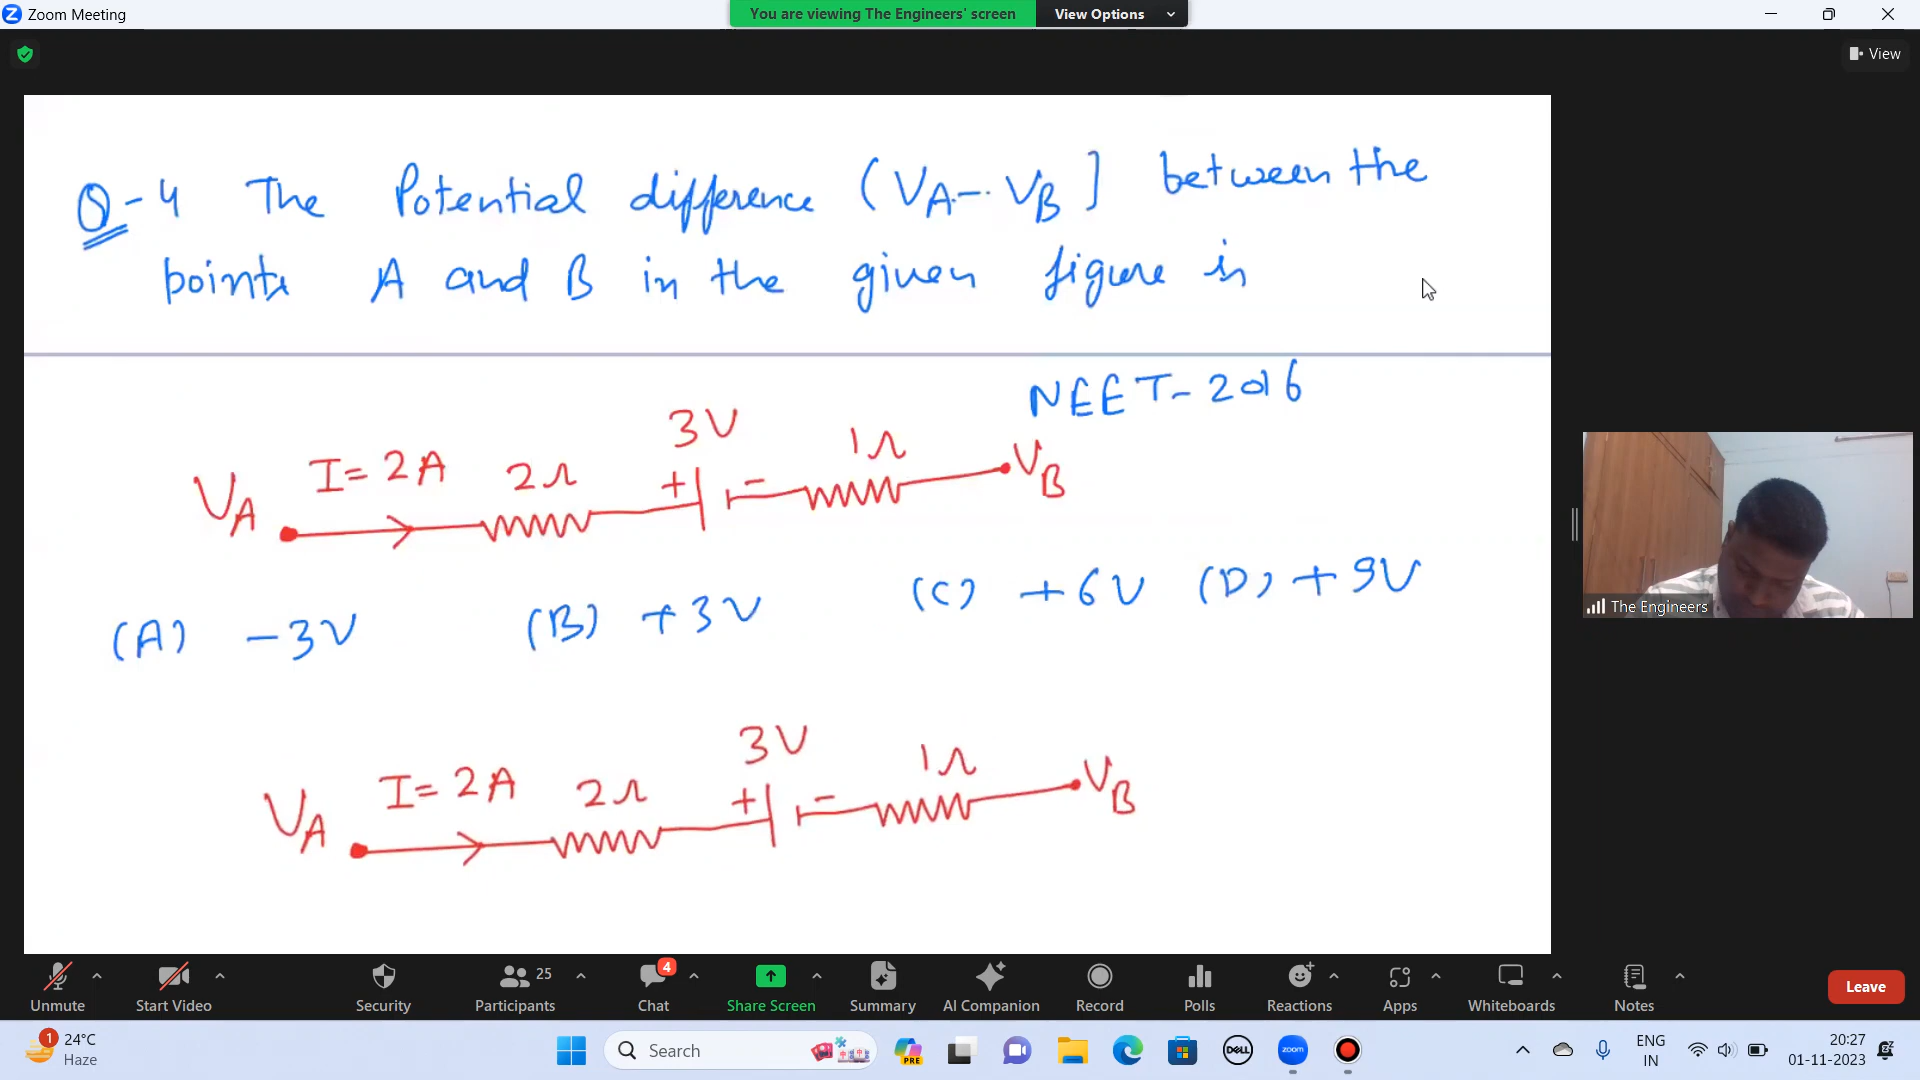 Zoom Meeting
You are viewing The Engineers' screen
View Options
View
Q-4 The Potential difference (VA - VB] between the
points A and B in the given figure is
NEET-2016
VA I=2A 2Ω 3V + - 1Ω VB
(A) -3V (B) +3V (C) +6V (D) +9V
VA I=2A 2Ω 3V + - 1Ω VB
The Engineers
Unmute
Start Video
Security
25
Participants
4
Chat
Share Screen
Summary
AI Companion
Record
Polls
Reactions
Apps
Whiteboards
Notes
Leave
1
24°C
Haze
Search
PRE
DELL
zoom
ENG
IN
20:27
01-11-2023